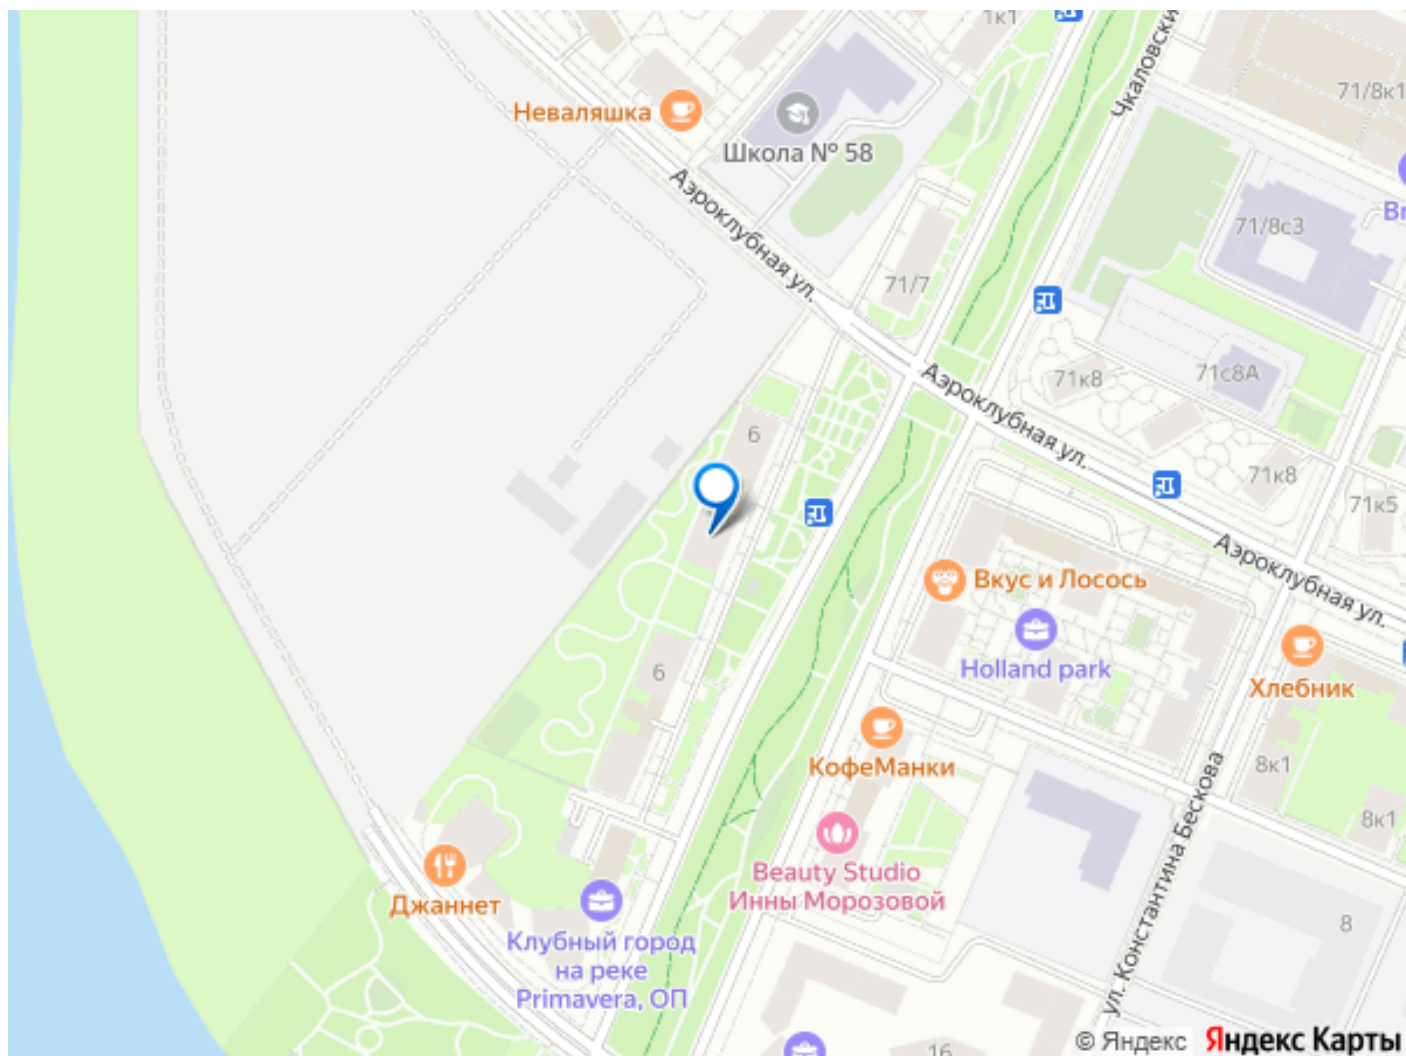 1к1
Чкаловски
71/8к1
Неваляшка
Школа № 58
Br
Аэроклубная ул.
71/8с3
71/7
Аэроклубная ул.
71к8
71с8А
6
71к8
71к5
Аэроклубная ул.
Вкус и Лосось
4
Holland park
6
Хлебник
КофеМанки
8к1
ул. Константина Бескова
8к1
Beauty Studio
Инны Морозовой
Джаннет
8
Клубный город
на реке
Primavera, ОП
16
© Яндекс Яндекс Карты